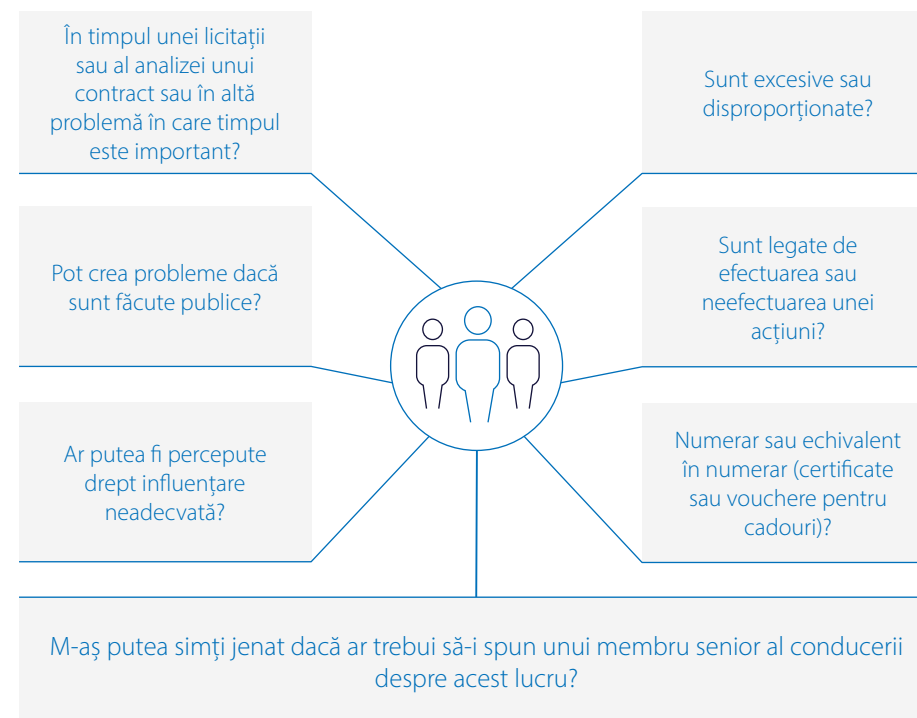 În timpul unei licitații
sau al analizei unui
contract sau în altă
problemă în care timpul
este important?
Sunt excesive sau
disproporționate?
Pot crea probleme dacă
sunt făcute publice?
Sunt legate de
efectuarea sau
neefectuarea unei
acțiuni?
Ar putea fi percepute
drept influențare
neadecvată?
Numerar sau echivalent
în numerar (certificate
sau vouchere pentru
cadouri)?
M-aș putea simți jenat dacă ar trebui să-i spun unui membru senior al conducerii
despre acest lucru?